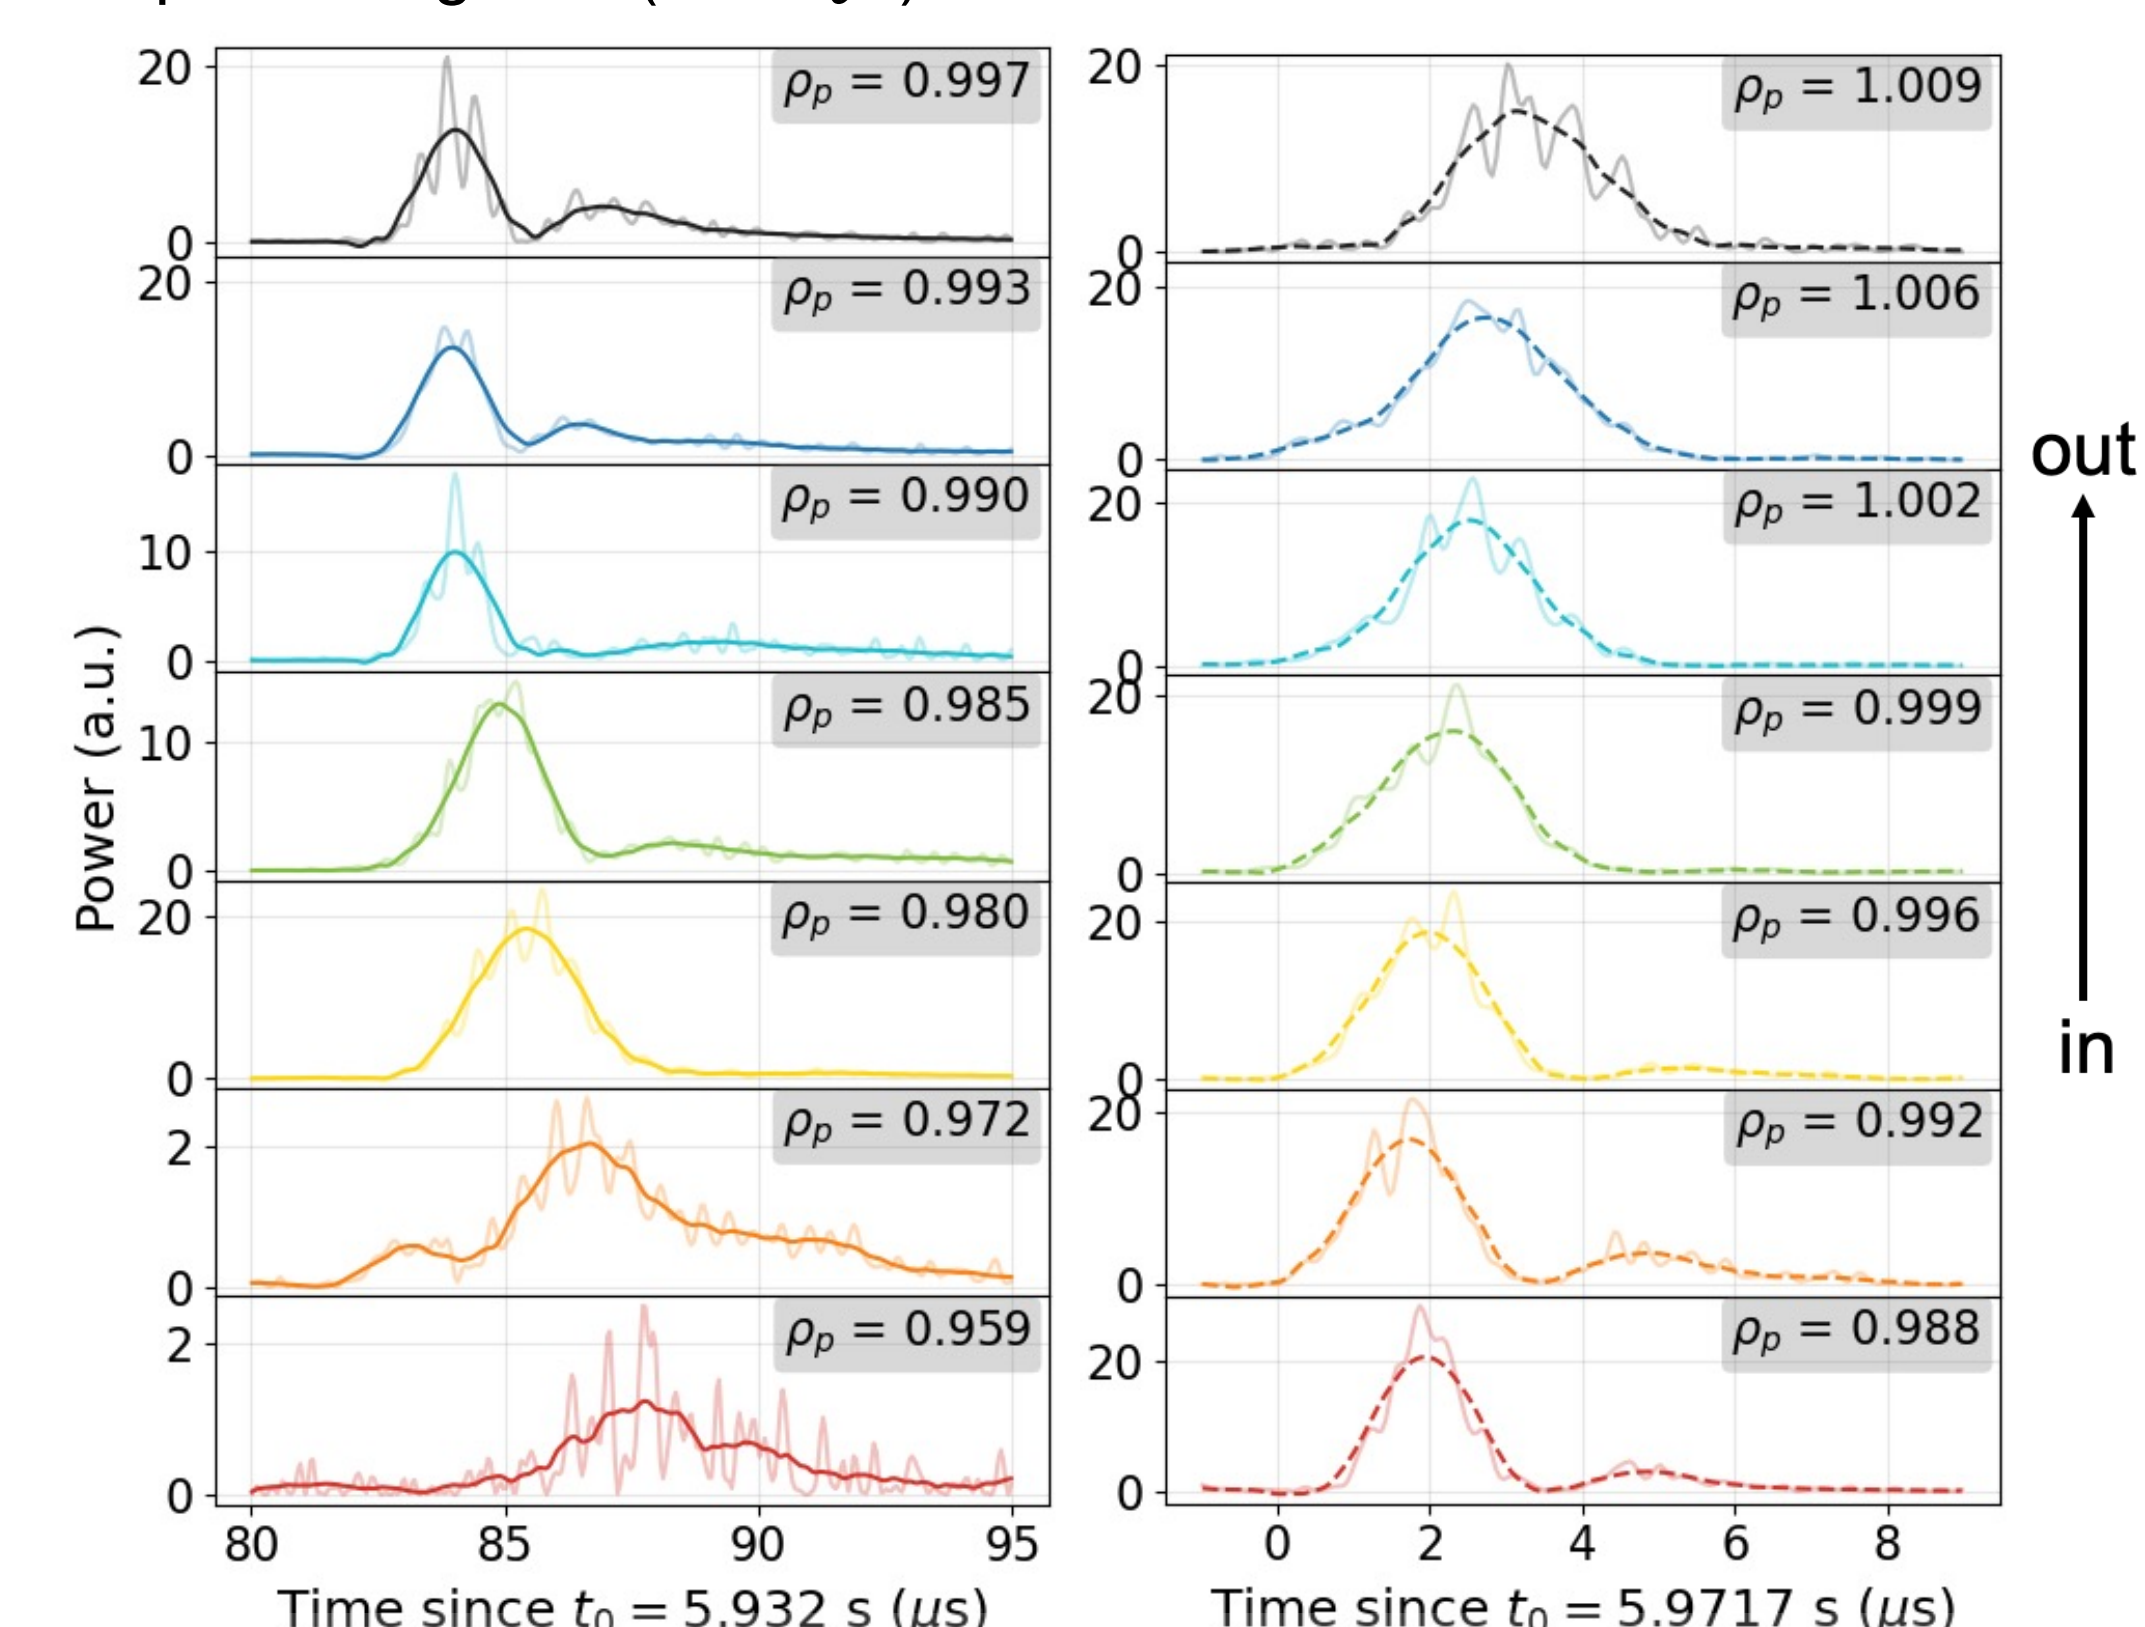 20
0
ρp = 0.997
20
0
ρp = 0.993
10
0
ρp = 0.990
10
0
ρp = 0.985
20
0
ρp = 0.980
2
0
ρp = 0.972
2
0
ρp = 0.959
80 85 90 95
Time since t0 = 5.932 s (μs)
Power (a.u.)
20
0
ρp = 1.009
20
0
ρp = 1.006
20
0
ρp = 1.002
20
0
ρp = 0.999
20
0
ρp = 0.996
20
0
ρp = 0.992
20
0
ρp = 0.988
0 2 4 6 8
Time since t0 = 5.9717 s (μs)
out
in